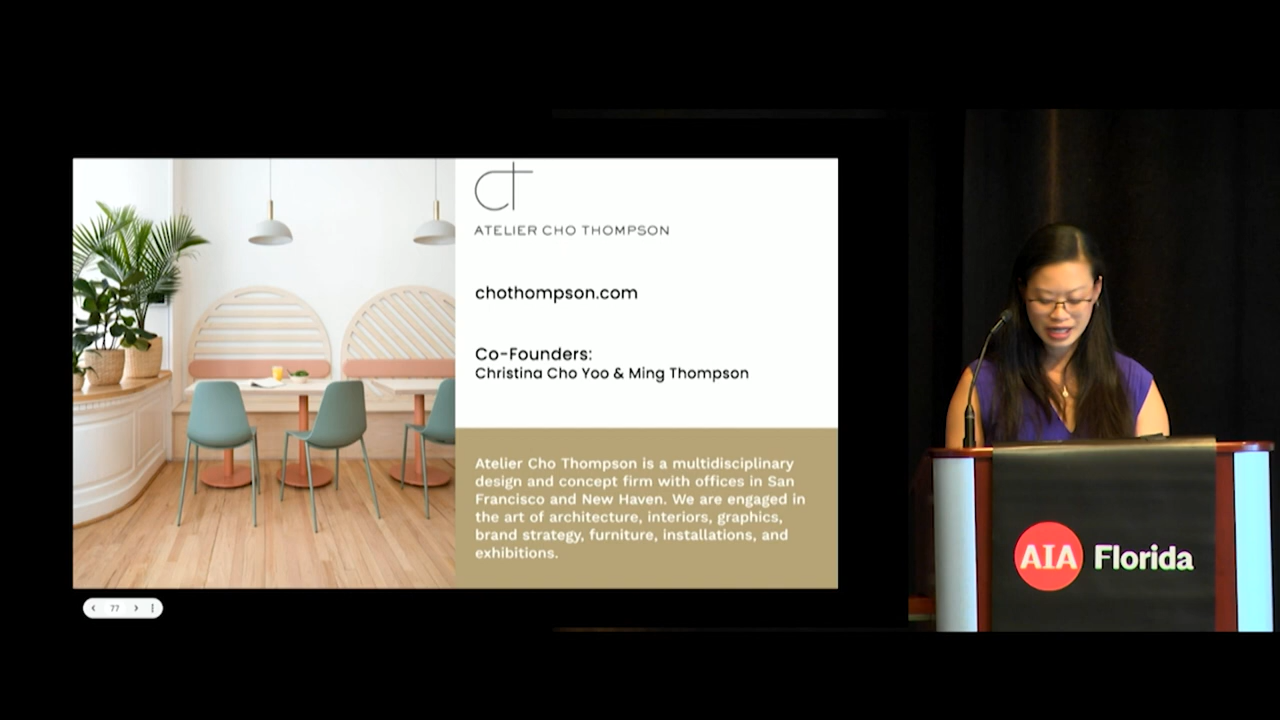 ct
ATELIER CHO THOMPSON
chothompson.com
Co-Founders:
Christina Cho Yoo & Ming Thompson
Atelier Cho Thompson is a multidisciplinary
design and concept firm with offices in San
Francisco and New Haven. We are engaged in
the art of architecture, interiors, graphics,
brand strategy, furniture, installations, and
exhibitions.
77
AIA Florida